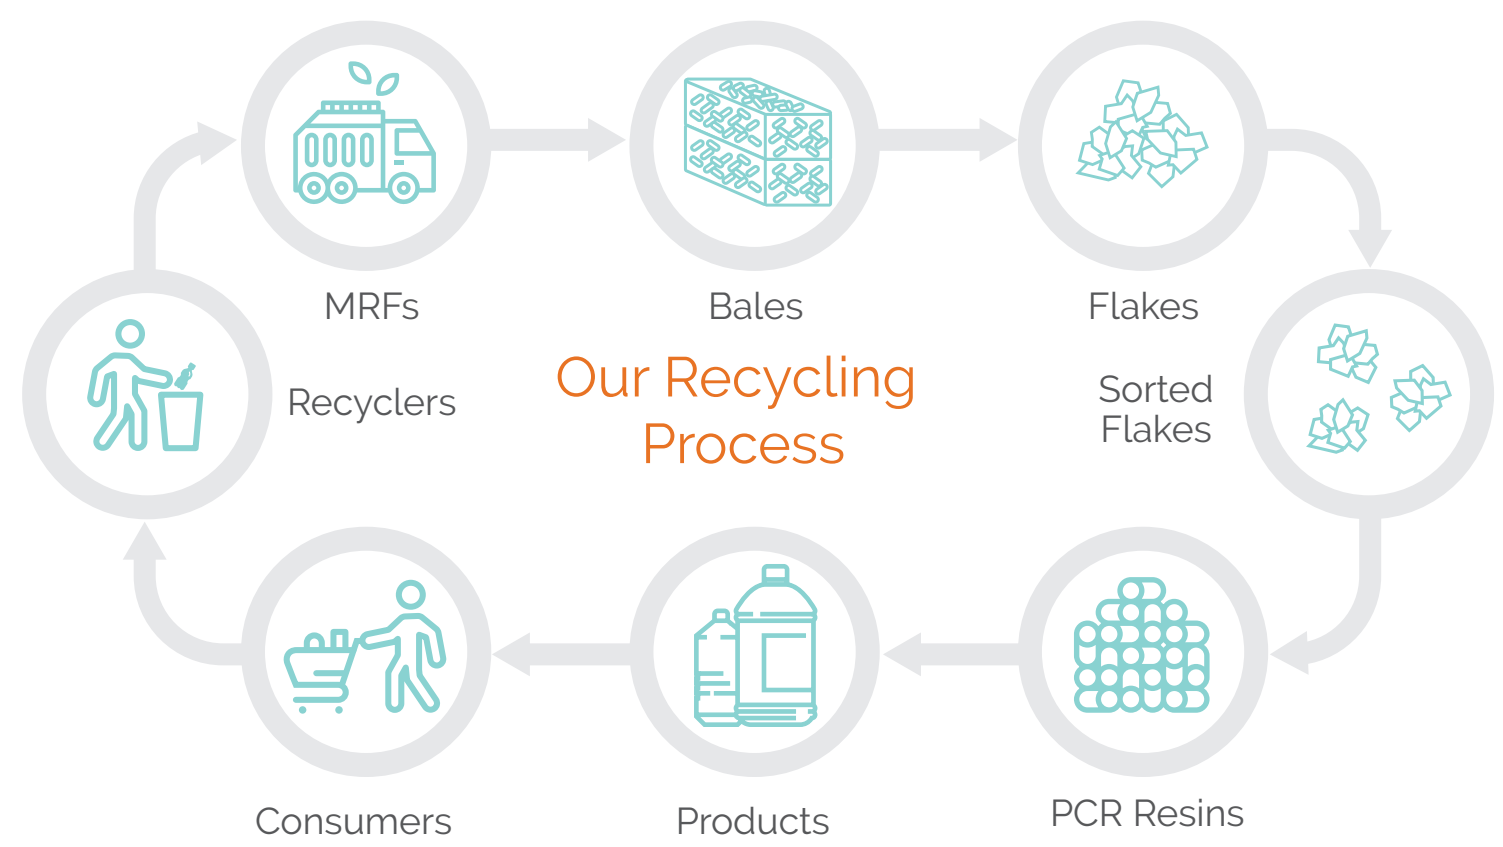 MRFs
Bales
Flakes
Our Recycling
Process
Recyclers
Sorted
Flakes
Consumers
Products
PCR Resins